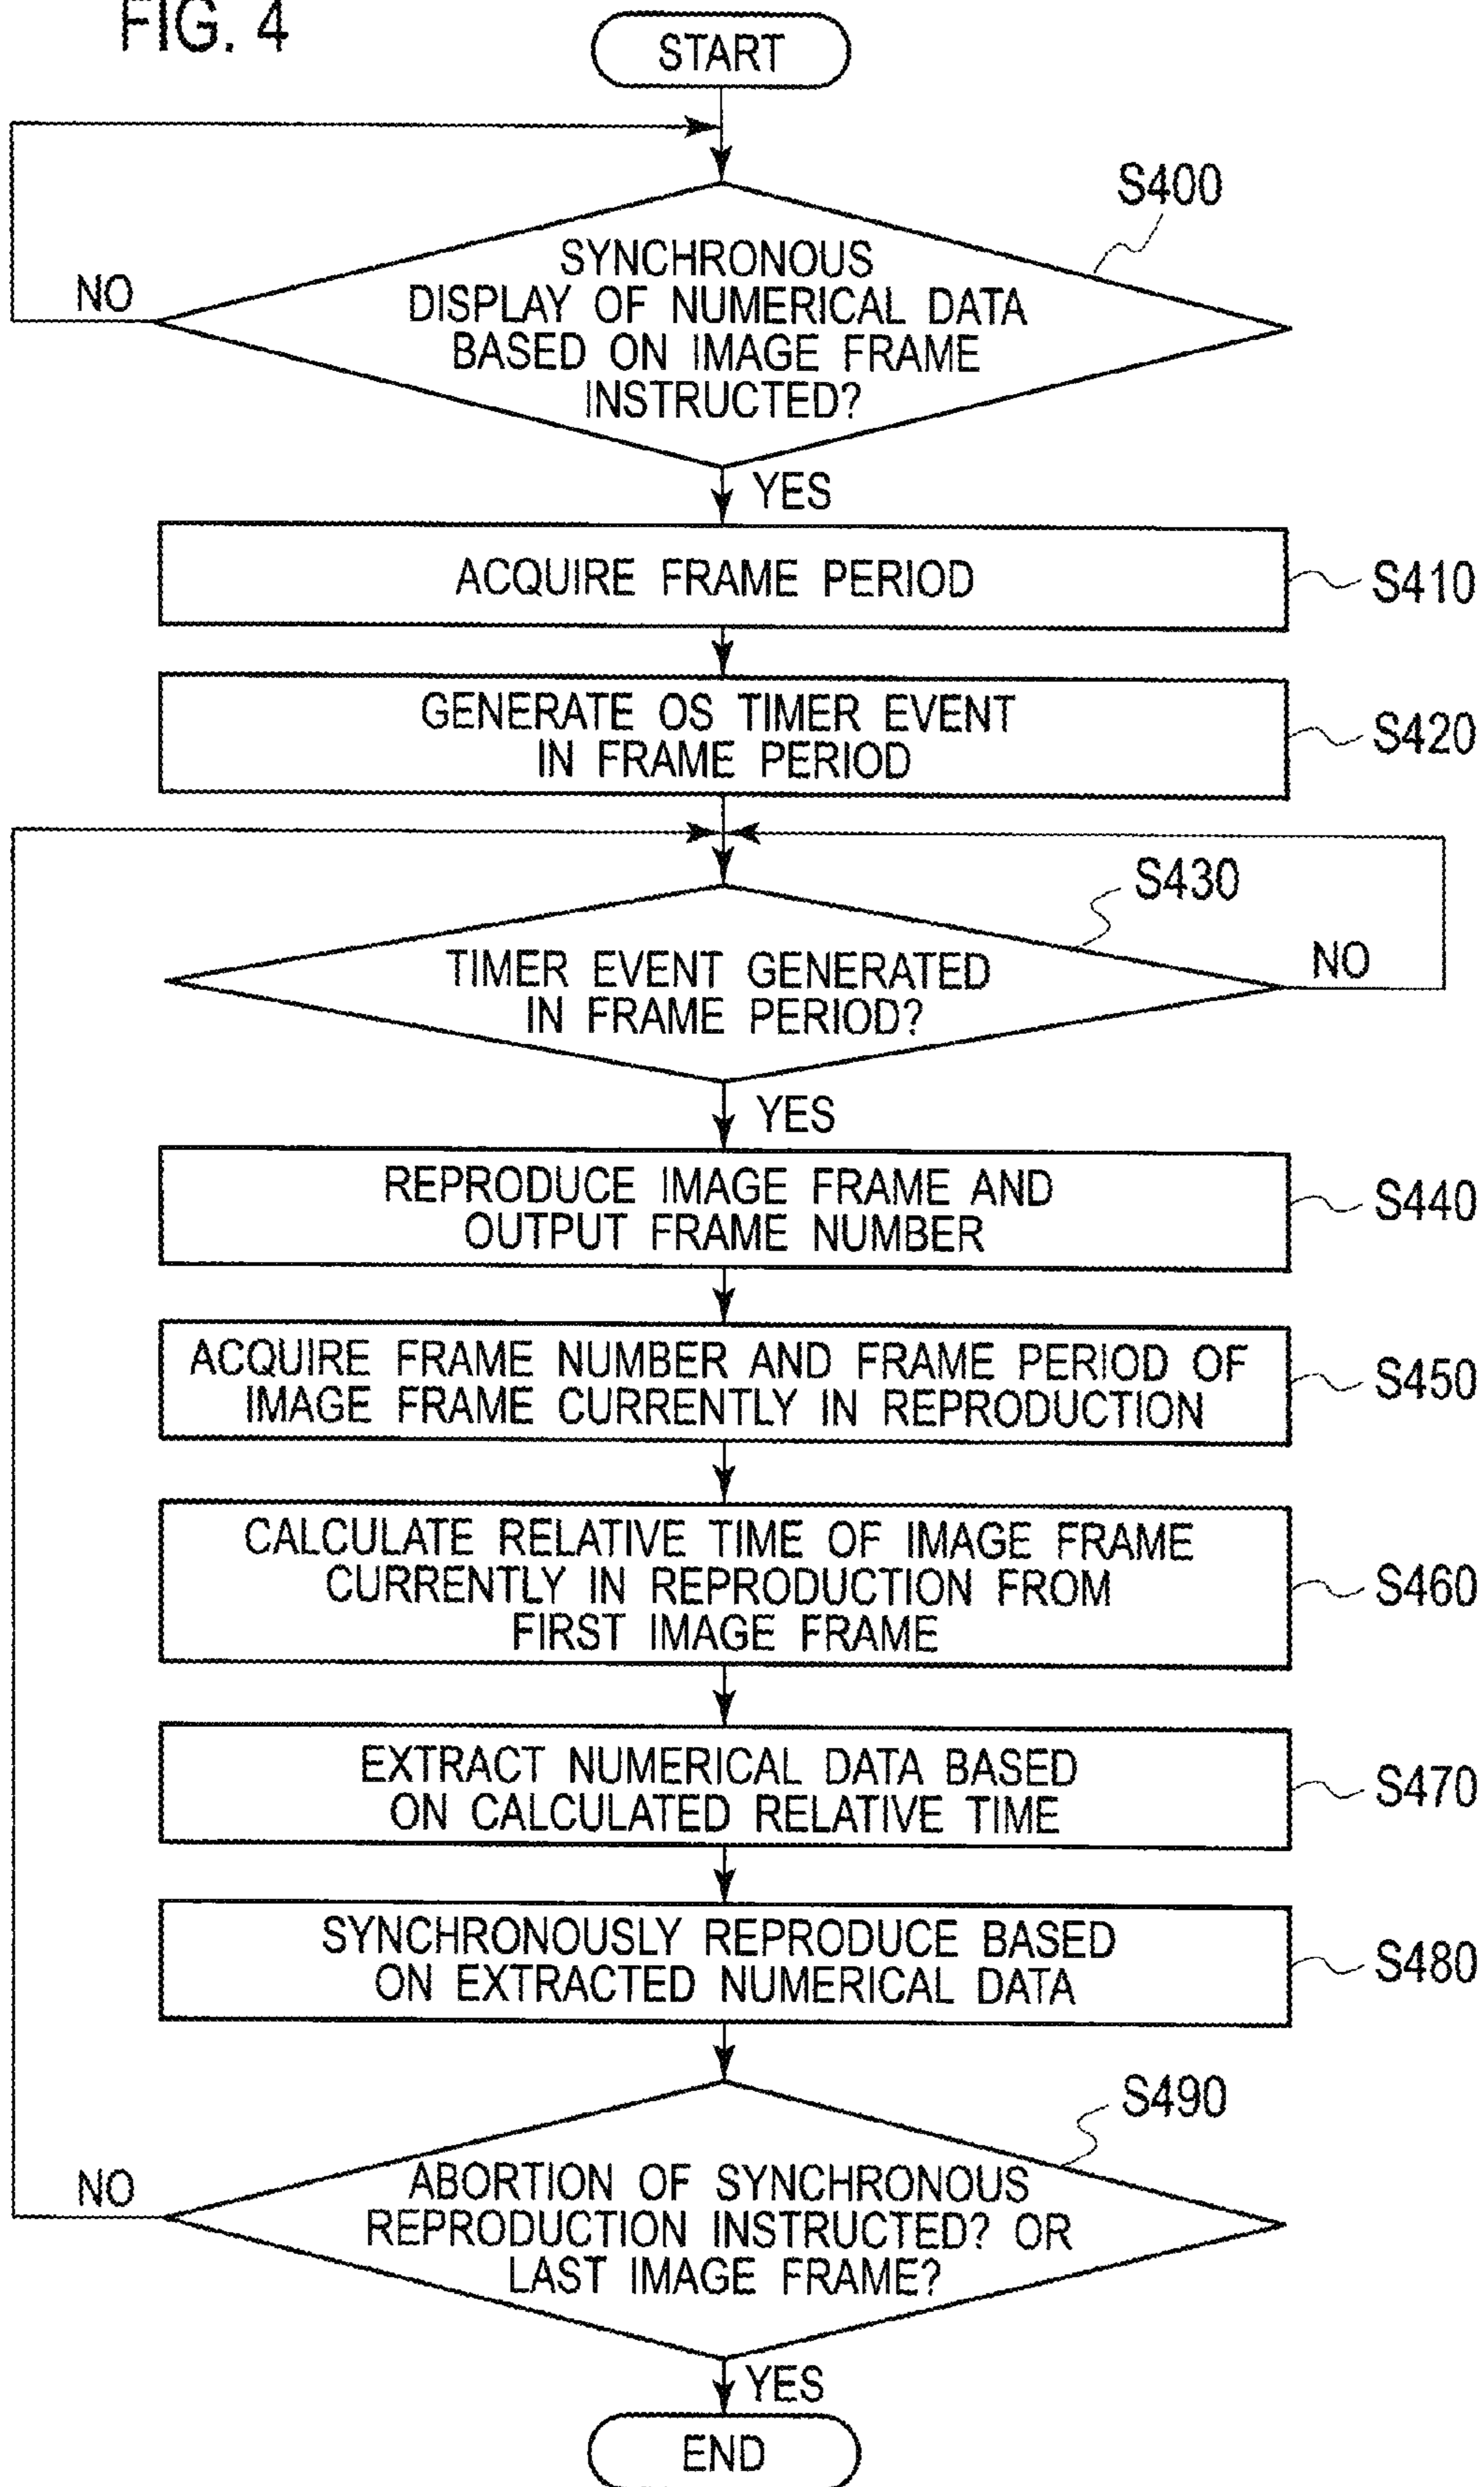 FIG. 4
START
S400
SYNCHRONOUS
DISPLAY OF NUMERICAL DATA
BASED ON IMAGE FRAME
INSTRUCTED?
NO
YES
ACQUIRE FRAME PERIOD
S410
GENERATE OS TIMER EVENT
IN FRAME PERIOD
S420
S430
TIMER EVENT GENERATED
IN FRAME PERIOD?
NO
YES
REPRODUCE IMAGE FRAME AND
OUTPUT FRAME NUMBER
S440
ACQUIRE FRAME NUMBER AND FRAME PERIOD OF
IMAGE FRAME CURRENTLY IN REPRODUCTION
S450
CALCULATE RELATIVE TIME OF IMAGE FRAME
CURRENTLY IN REPRODUCTION FROM
FIRST IMAGE FRAME
S460
EXTRACT NUMERICAL DATA BASED
ON CALCULATED RELATIVE TIME
S470
SYNCHRONOUSLY REPRODUCE BASED
ON EXTRACTED NUMERICAL DATA
S480
S490
ABORTION OF SYNCHRONOUS
REPRODUCTION INSTRUCTED? OR
LAST IMAGE FRAME?
NO
YES
END